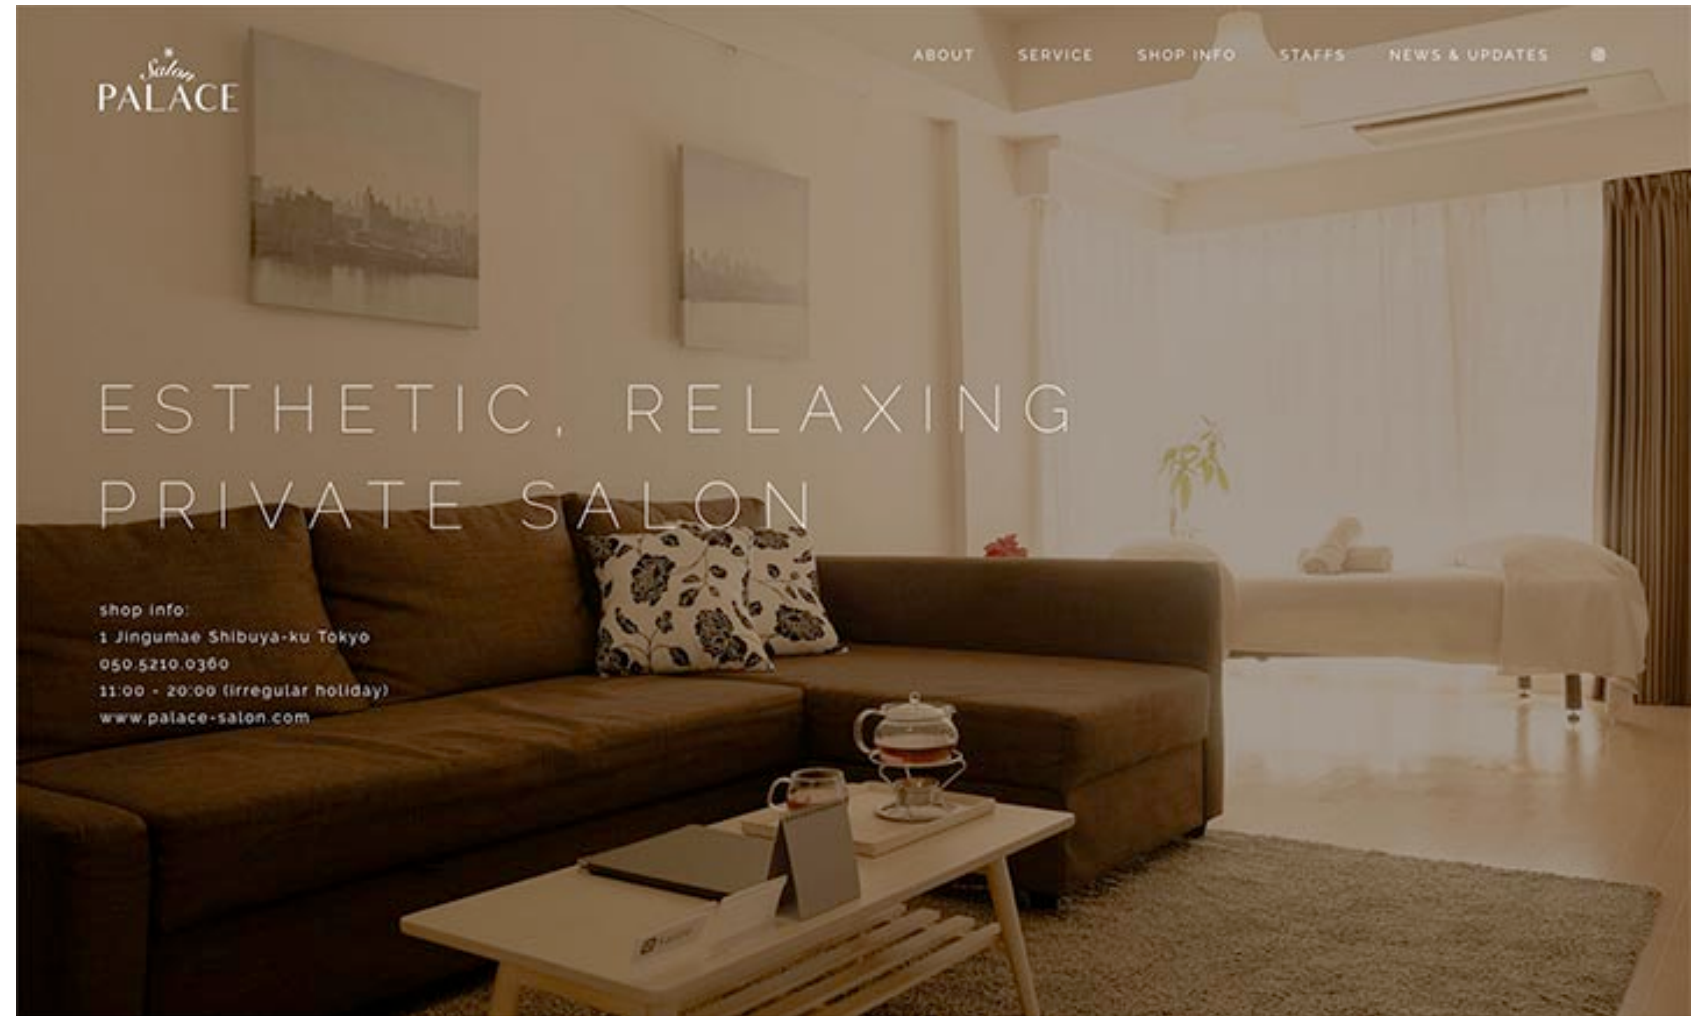 Salon
PALACE
ABOUT SERVICE SHOP INFO STAFFS NEWS & UPDATES
ESTHETIC, RELAXING
PRIVATE SALON
shop info:
1 Jingumae Shibuya-ku Tokyo
050.5210.0360
11:00 - 20:00 (irregular holiday)
www.palace-salon.com